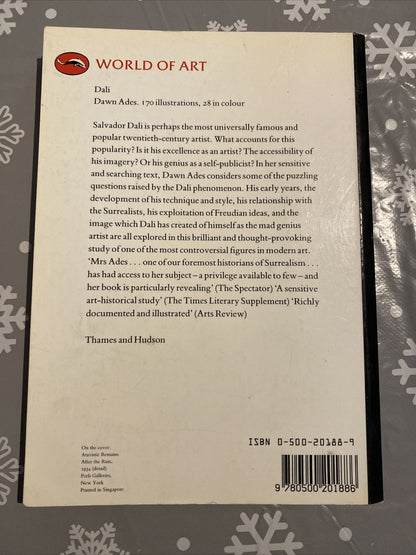 WORLD OF ART
Dali
Dawn Ades. 170 illustrations, 28 in colour
Salvador Dali is perhaps the most universally famous and
popular twentieth-century artist. What accounts for this
popularity? Is it his excellence as an artist? The accessibility of
his imagery? Or his genius as a self-publicist? In her sensitive
and searching text, Dawn Ades considers some of the puzzling
questions raised by the Dali phenomenon. His early years, the
development of his technique and style, his relationship with
the Surrealists, his exploitation of Freudian ideas, and the
image which Dali has created of himself as the mad genius
artist are all explored in this brilliant and thought-provoking
study of one of the most controversial figures in modern art.
‘Mrs Ades . . . one of our foremost historians of Surrealism . . .
has had access to her subject – a privilege available to few – and
her book is particularly revealing’ (The Spectator) ‘A sensitive
art-historical study’ (The Times Literary Supplement) ‘Richly
documented and illustrated’ (Arts Review)
Thames and Hudson
On the cover:
Atavistic Remains
After the Rain,
1934 (detail)
Perls Galleries,
New York
Printed in Singapore
ISBN 0-500-20188-9
9 780500 201886